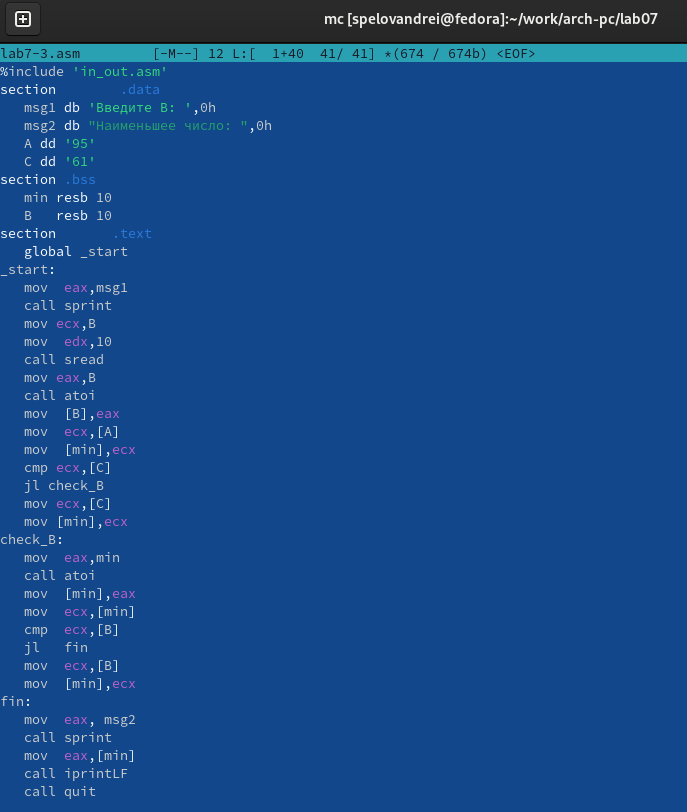 mc [spelovandrei@fedora]:~/work/arch-pc/lab07
lab7-3.asm         [-M--] 12 L:[  1+40  41/ 41] *(674 / 674b) <EOF>
%include 'in_out.asm'
section        .data
   msg1 db 'Введите B: ',0h
   msg2 db "Наименьшее число: ",0h
   A dd '95'
   C dd '61'
section .bss
   min resb 10
   B   resb 10
section       .text
   global _start
_start:
   mov  eax,msg1
   call sprint
   mov ecx,B
   mov  edx,10
   call sread
   mov eax,B
   call atoi
   mov  [B],eax
   mov  ecx,[A]
   mov  [min],ecx
   cmp ecx,[C]
   jl check_B
   mov ecx,[C]
   mov [min],ecx
check_B:
   mov  eax,min
   call atoi
   mov  [min],eax
   mov  ecx,[min]
   cmp  ecx,[B]
   jl   fin
   mov  ecx,[B]
   mov  [min],ecx
fin:
   mov  eax, msg2
   call sprint
   mov  eax,[min]
   call iprintLF
   call quit